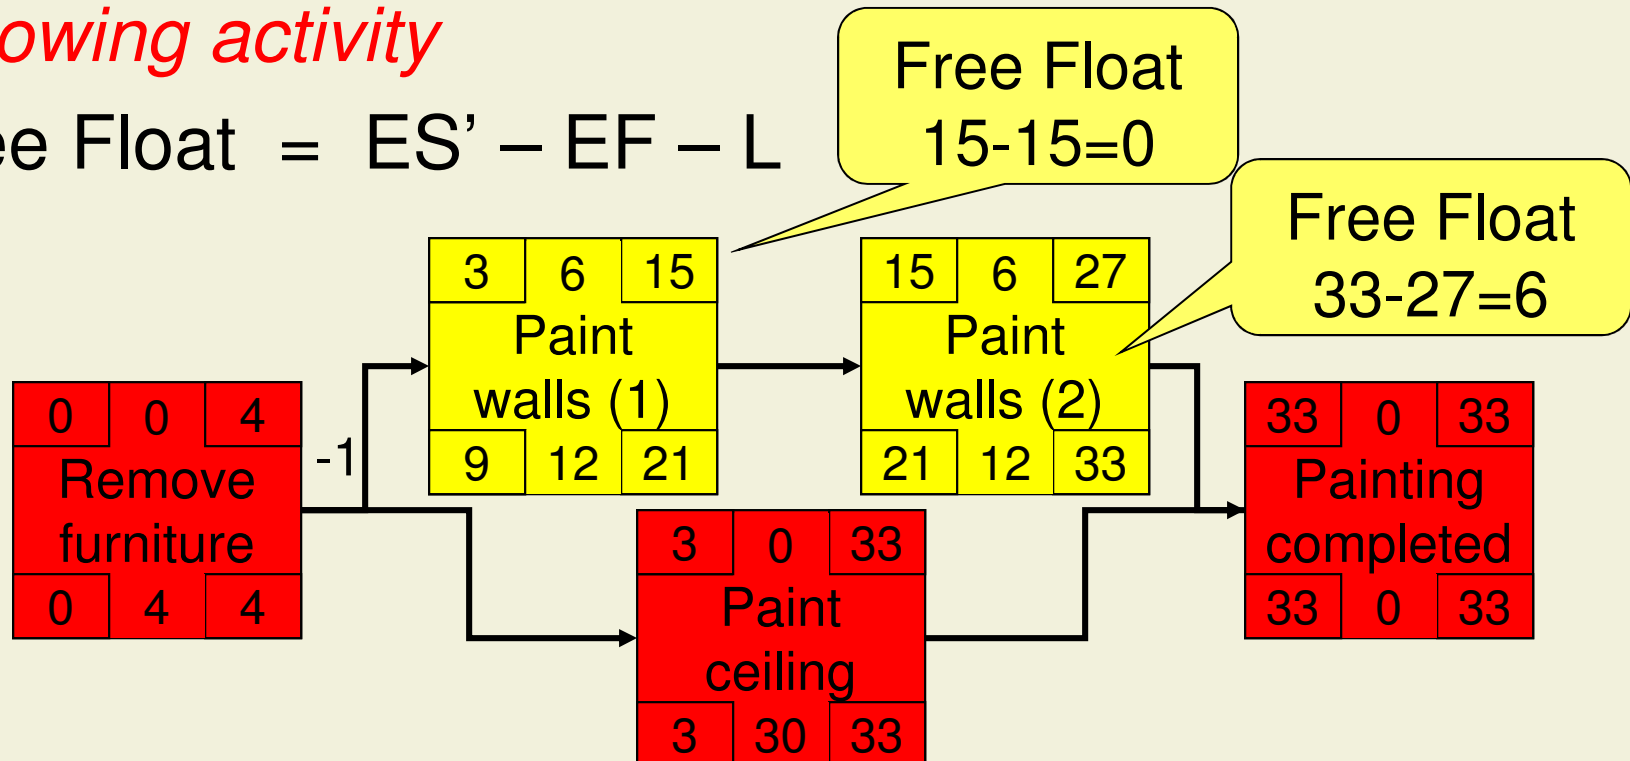 owing activity
ee Float = ES’ – EF – L
Free Float
15-15=0
Free Float
33-27=6
3 6 15
Paint
walls (1)
9 12 21
15 6 27
Paint
walls (2)
21 12 33
0 0 4
Remove
furniture
0 4 4
-1
3 0 33
Paint
ceiling
3 30 33
33 0 33
Painting
completed
33 0 33